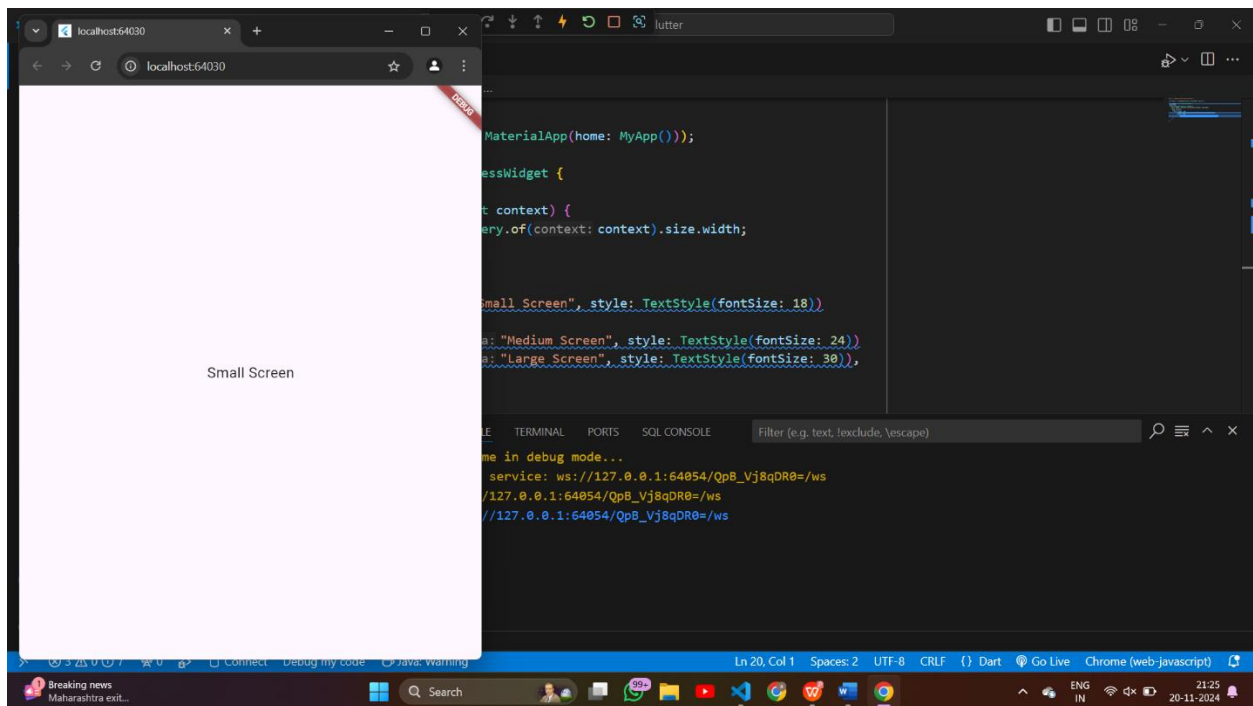 localhost:64030
lutter
localhost:64030
DEBUG
...
MaterialApp(home: MyApp()));
essWidget {
t context) {
ery.of(context: context).size.width;
Small Screen", style: TextStyle(fontSize: 18))
a: "Medium Screen", style: TextStyle(fontSize: 24))
a: "Large Screen", style: TextStyle(fontSize: 30)),
Small Screen
LE TERMINAL PORTS SQL CONSOLE Filter (e.g. text, !exclude, \escape)
me in debug mode...
service: ws://127.0.0.1:64054/QpB_Vj8qDR0=/ws
/127.0.0.1:64054/QpB_Vj8qDR0=/ws
//127.0.0.1:64054/QpB_Vj8qDR0=/ws
3 0 7 0 Connect Debug my code Java: Warning Ln 20, Col 1 Spaces: 2 UTF-8 CRLF {} Dart Go Live Chrome (web-javascript)
Breaking news
Maharashtra exit...
Search
99+
ENG
IN
21:25
20-11-2024